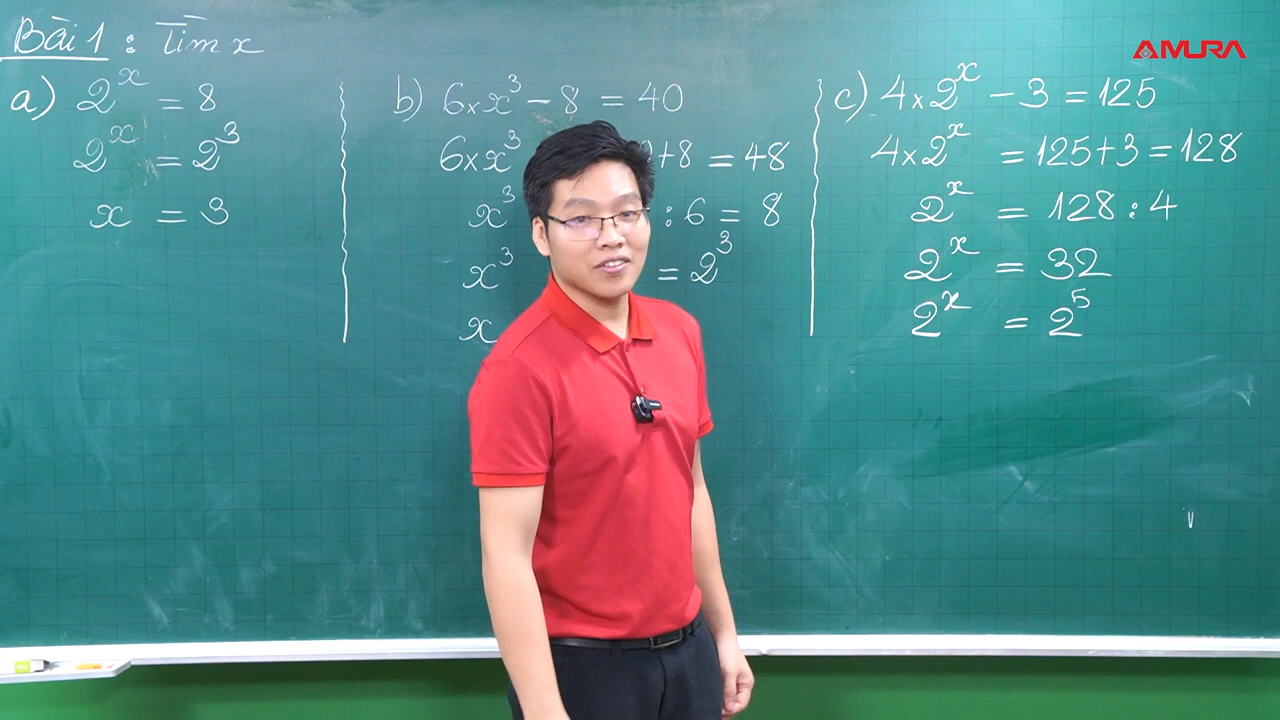 Bài 1 : Tìm x
AMURA
a) 2^x = 8
2^x = 2^3
x = 3
b) 6 × x^3 - 8 = 40
6 × x^3 +8 = 48
x^3 : 6 = 8
x^3 = 2^3
x
c) 4 × 2^x - 3 = 125
4 × 2^x = 125 + 3 = 128
2^x = 128 : 4
2^x = 32
2^x = 2^5